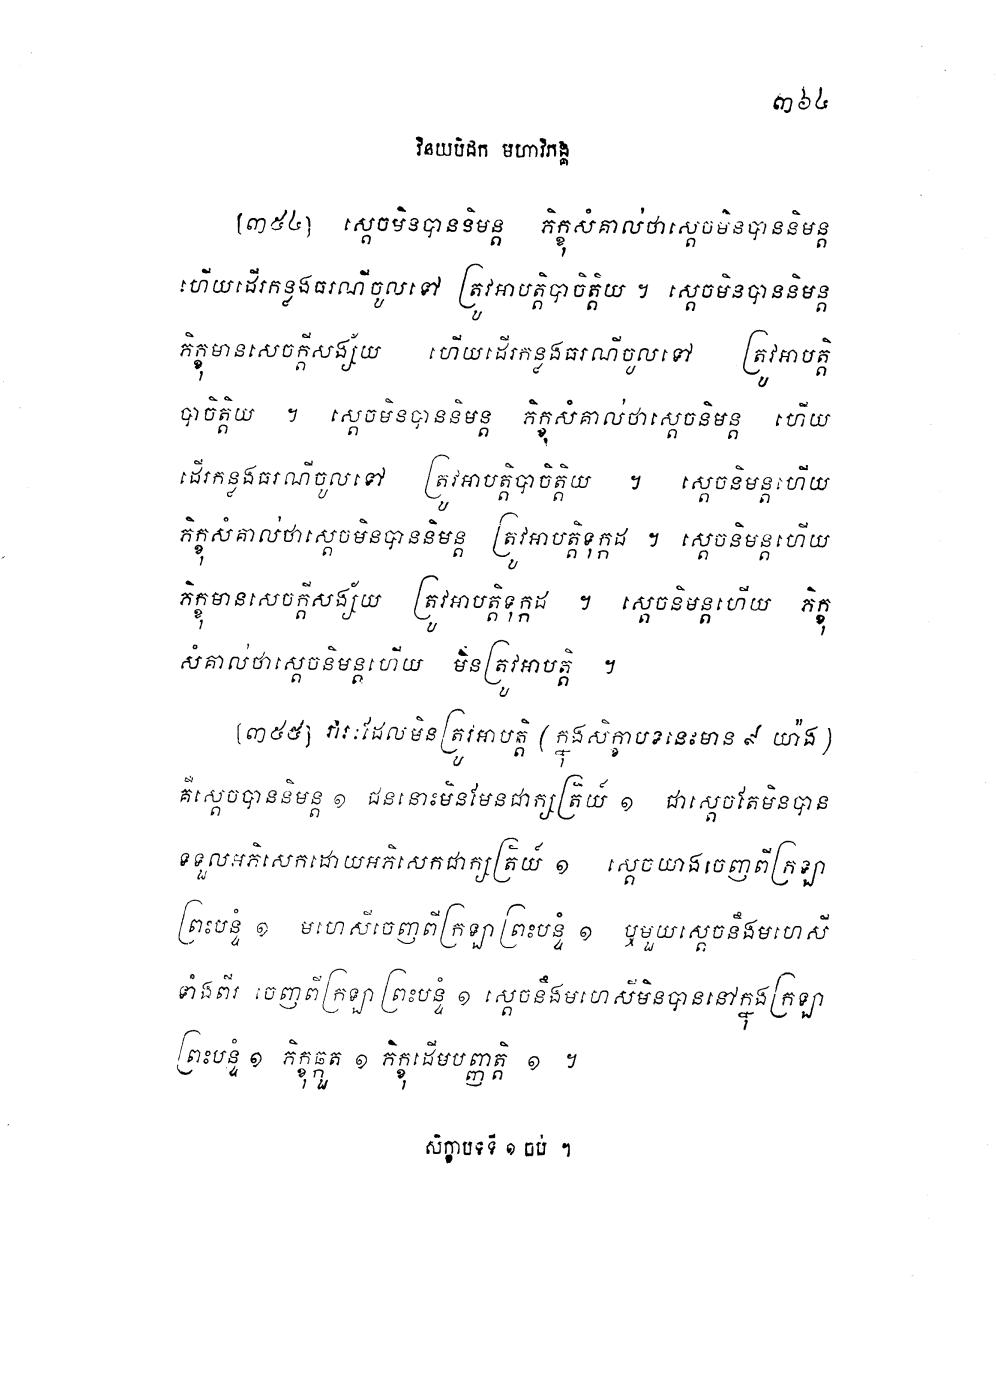 ៣៦៤
វិនយបិដក មហាវិភង្គ
[៣៥៤] ស្តេចមិនបាននិមន្ត ភិក្ខុសំគាល់ថាស្តេចមិនបាននិមន្ត
ហើយដើរកន្លងធរណីចូលទៅ ត្រូវអាបត្តិបាចិត្តិយ ។ ស្តេចមិនបាននិមន្ត
ភិក្ខុមានសេចក្តីសង្ស័យ ហើយដើរកន្លងធរណីចូលទៅ ត្រូវអាបត្តិ
បាចិត្តិយ ។ ស្តេចមិនបាននិមន្ត ភិក្ខុសំគាល់ថាស្តេចនិមន្ត ហើយ
ដើរកន្លងធរណីចូលទៅ ត្រូវអាបត្តិបាចិត្តិយ ។ ស្តេចនិមន្តហើយ
ភិក្ខុសំគាល់ថាស្តេចមិនបាននិមន្ត ត្រូវអាបត្តិទុក្កដ ។ ស្តេចនិមន្តហើយ
ភិក្ខុមានសេចក្តីសង្ស័យ ត្រូវអាបត្តិទុក្កដ ។ ស្តេចនិមន្តហើយ ភិក្ខុ
សំគាល់ថាស្តេចនិមន្តហើយ មិនត្រូវអាបត្តិ ។
[៣៥៥] វារៈដែលមិនត្រូវអាបត្តិ (ក្នុងសិក្ខាបទនេះមាន ៩ យ៉ាង)
គឺស្តេចបាននិមន្ត ១ ជននោះមិនមែនជាក្សត្រិយ៍ ១ ជាស្តេចតែមិនបាន
ទទួលអភិសេកដោយអភិសេកជាក្សត្រិយ៍ ១ ស្តេចយាងចេញពីក្រឡា
ព្រះបន្ទំ ១ មហេសីចេញពីក្រឡាព្រះបន្ទំ ១ ឬមួយស្តេចនឹងមហេសី
ទាំងពីរ ចេញពីក្រឡាព្រះបន្ទំ ១ ស្តេចនឹងមហេសីមិនបាននៅក្នុងក្រឡា
ព្រះបន្ទំ ១ ភិក្ខុឆ្កួត ១ ភិក្ខុដើមបញ្ញត្តិ ១ ។
សិក្ខាបទទី ១ ចប់ ។